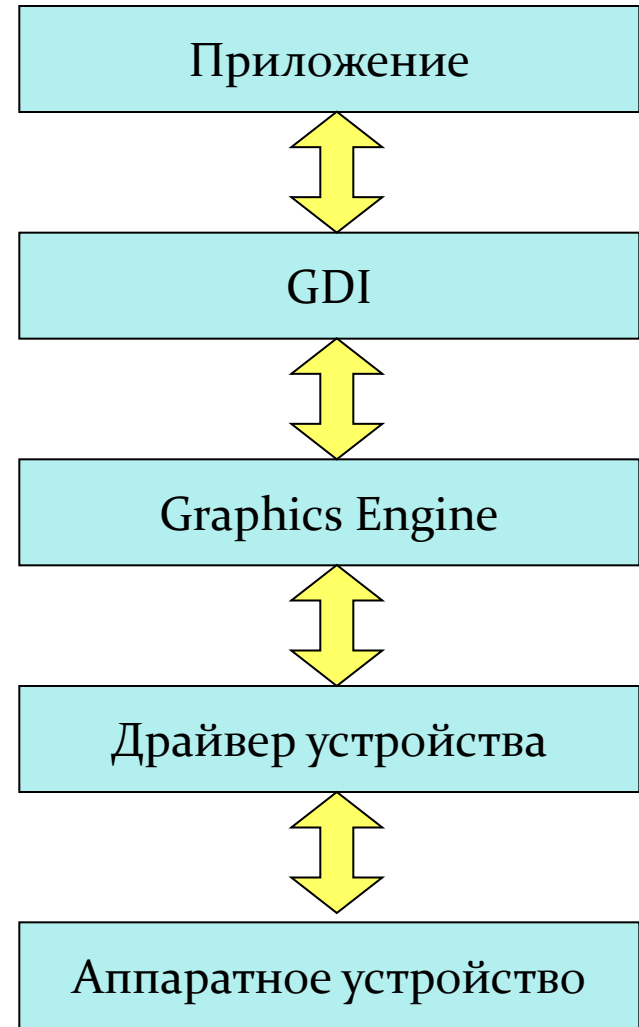 Приложение
GDI
Graphics Engine
Драйвер устройства
Аппаратное устройство